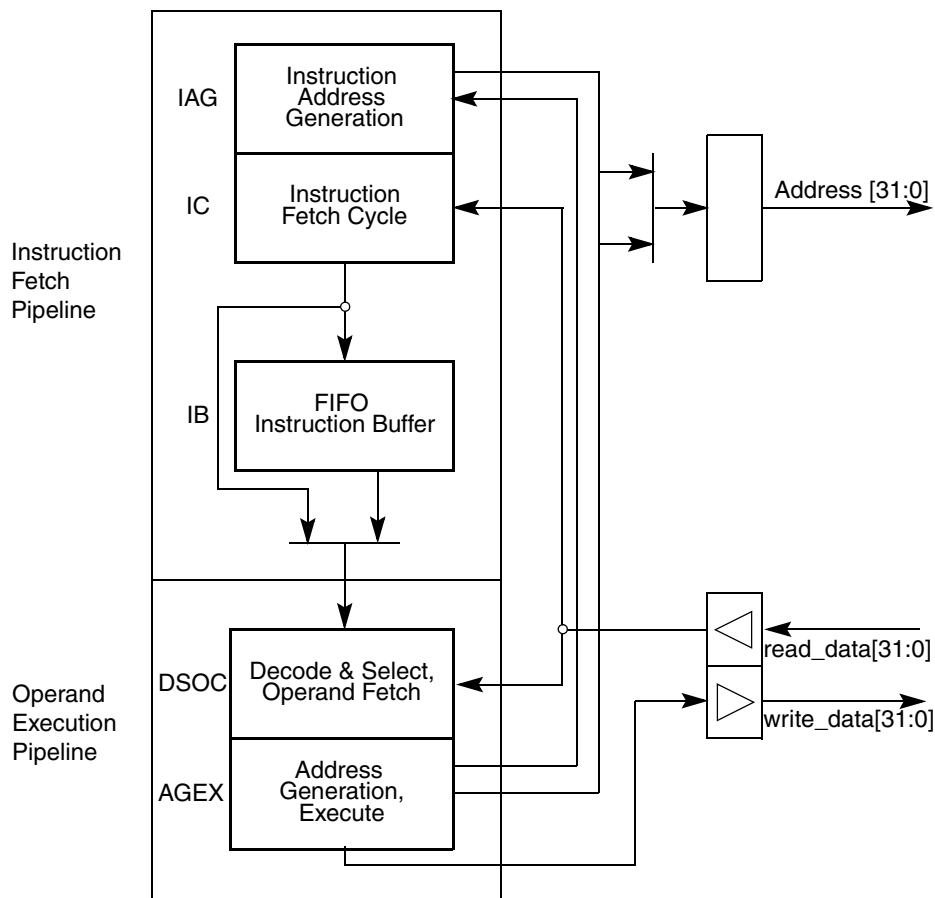 IAG
Instruction
Address
Generation
IC
Instruction
Fetch Cycle
Address [31:0]
Instruction
Fetch
Pipeline
IB
FIFO
Instruction Buffer
DSOC
Decode & Select,
Operand Fetch
read_data[31:0]
Operand
Execution
Pipeline
write_data[31:0]
AGEX
Address
Generation,
Execute